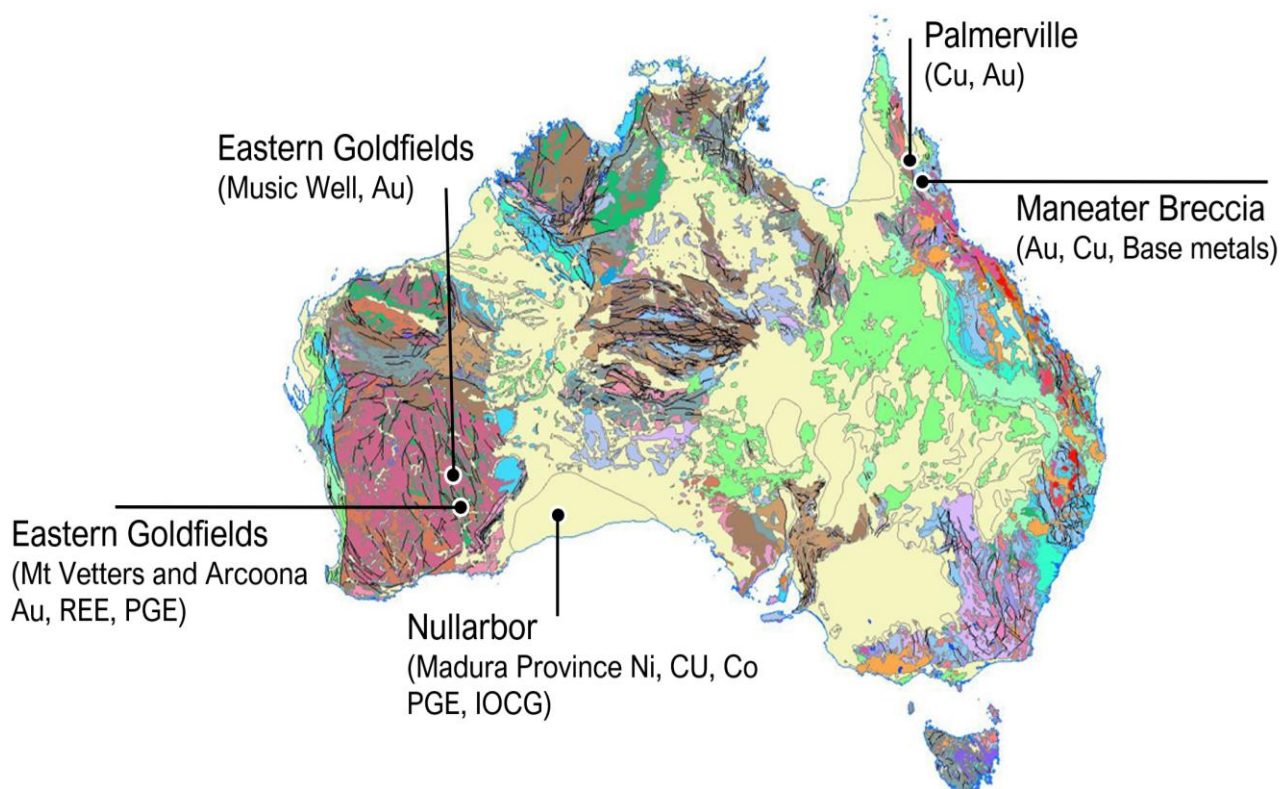 Palmerville
(Cu, Au)
Eastern Goldfields
(Music Well, Au)
Maneater Breccia
(Au, Cu, Base metals)
Eastern Goldfields
(Mt Vetters and Arcoona
Au, REE, PGE)
Nullarbor
(Madura Province Ni, CU, Co
PGE, IOCG)